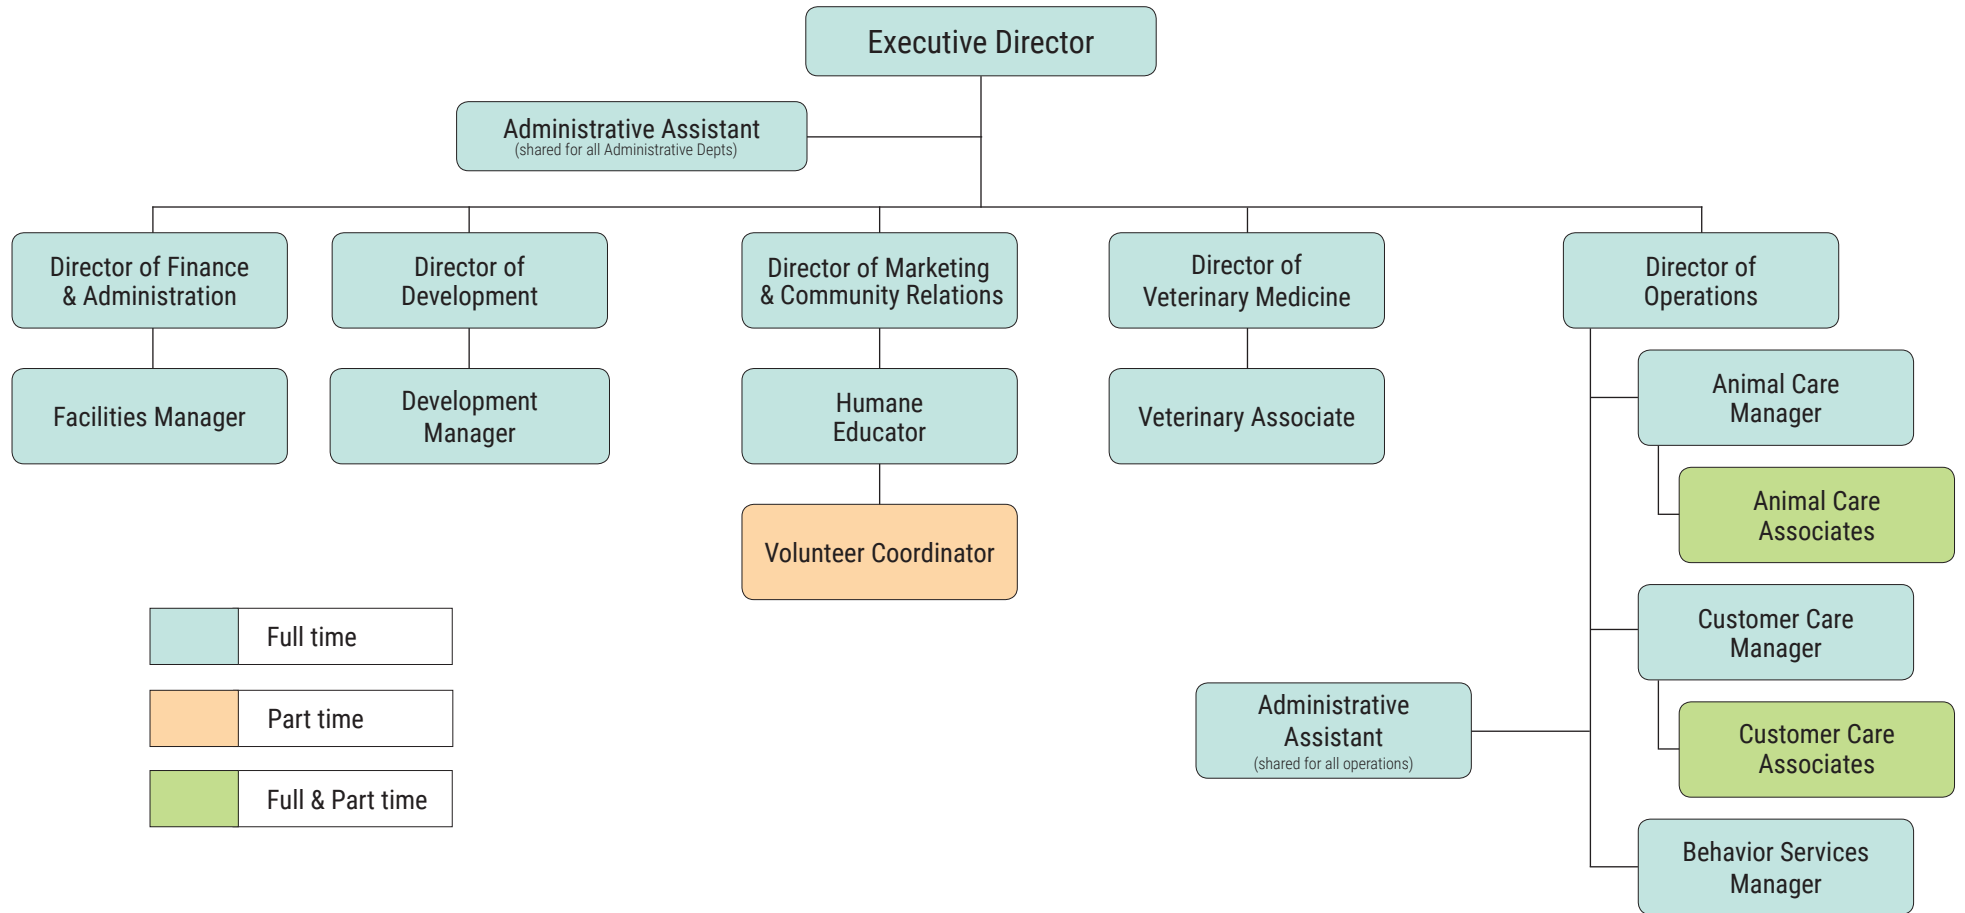 Executive Director
Administrative Assistant
(shared for all Administrative Depts)
Director of Finance
& Administration
Director of
Development
Director of Marketing
& Community Relations
Director of
Veterinary Medicine
Director of
Operations
Facilities Manager
Development
Manager
Humane
Educator
Veterinary Associate
Animal Care
Manager
Animal Care
Associates
Volunteer Coordinator
Customer Care
Manager
Administrative
Assistant
(shared for all operations)
Customer Care
Associates
Behavior Services
Manager
Full time
Part time
Full & Part time